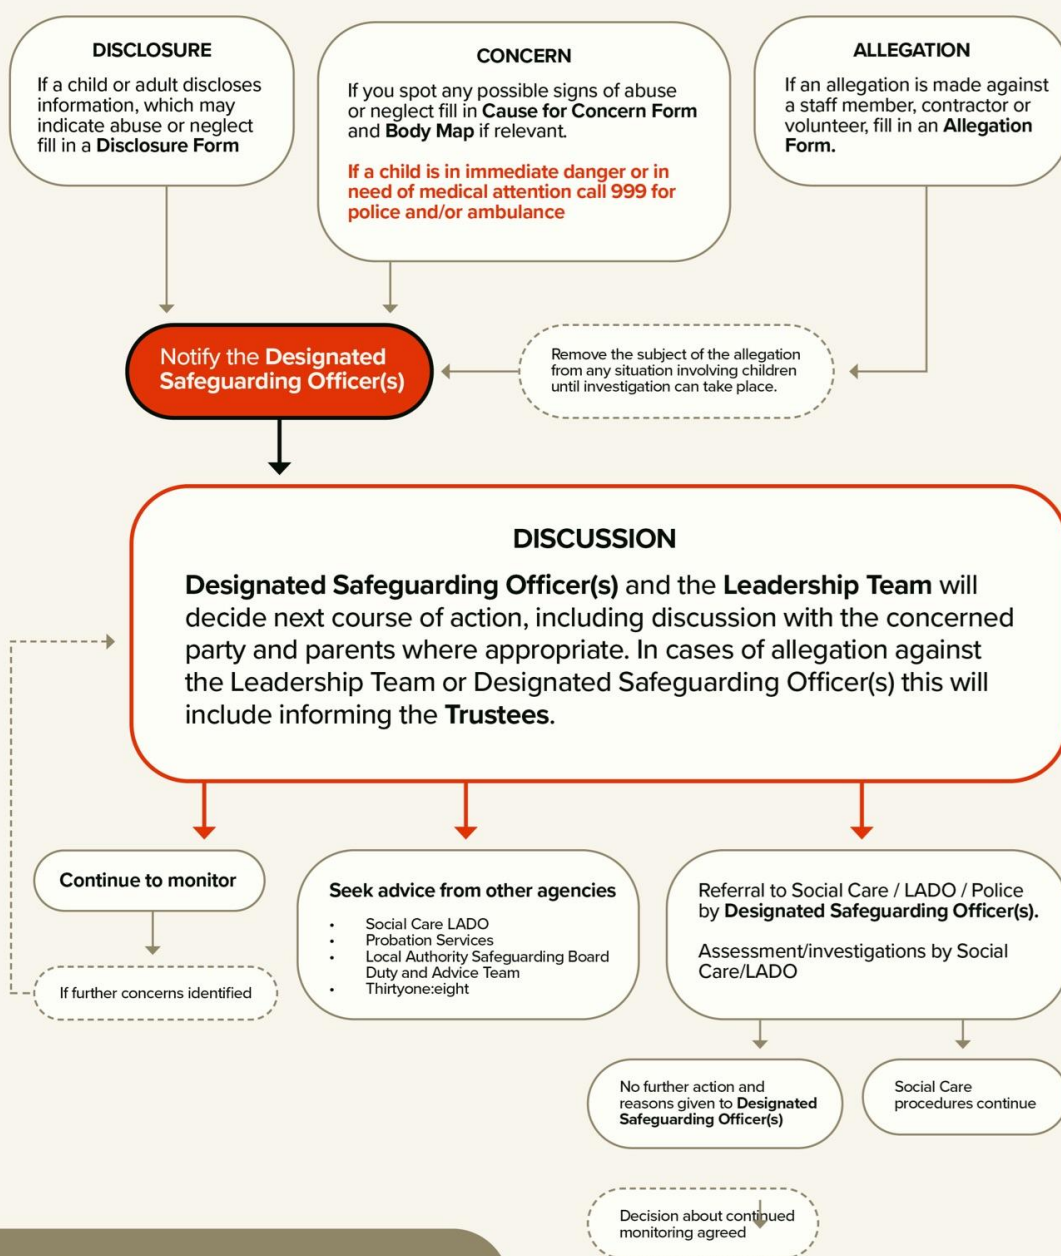 DISCLOSURE
If a child or adult discloses
information, which may
indicate abuse or neglect
fill in a Disclosure Form
CONCERN
If you spot any possible signs of abuse
or neglect fill in Cause for Concern Form
and Body Map if relevant.
If a child is in immediate danger or in
need of medical attention call 999 for
police and/or ambulance
ALLEGATION
If an allegation is made against
a staff member, contractor or
volunteer, fill in an Allegation
Form.
Notify the Designated
Safeguarding Officer(s)
Remove the subject of the allegation
from any situation involving children
until investigation can take place.
DISCUSSION
Designated Safeguarding Officer(s) and the Leadership Team will
decide next course of action, including discussion with the concerned
party and parents where appropriate. In cases of allegation against
the Leadership Team or Designated Safeguarding Officer(s) this will
include informing the Trustees.
Continue to monitor
If further concerns identified
Seek advice from other agencies
• Social Care LADO
• Probation Services
• Local Authority Safeguarding Board
Duty and Advice Team
• Thirtyone:eight
Referral to Social Care / LADO / Police
by Designated Safeguarding Officer(s).
Assessment/investigations by Social
Care/LADO
No further action and
reasons given to Designated
Safeguarding Officer(s)
Social Care
procedures continue
Decision about continued
monitoring agreed